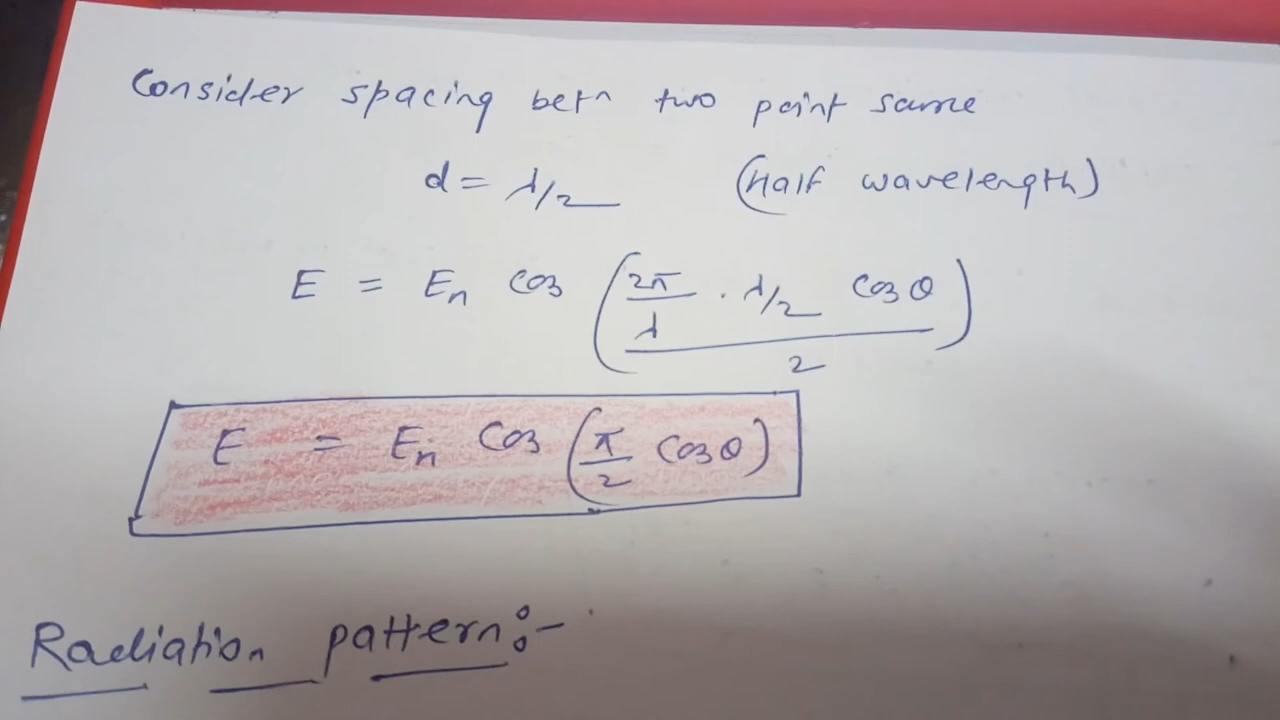 Consider spacing betn two point same
d = λ/2 (half wavelength)
E = En cos (2π/λ . λ/2 cos θ / 2)
E = En cos (π/2 cos θ)
Radiation pattern:-